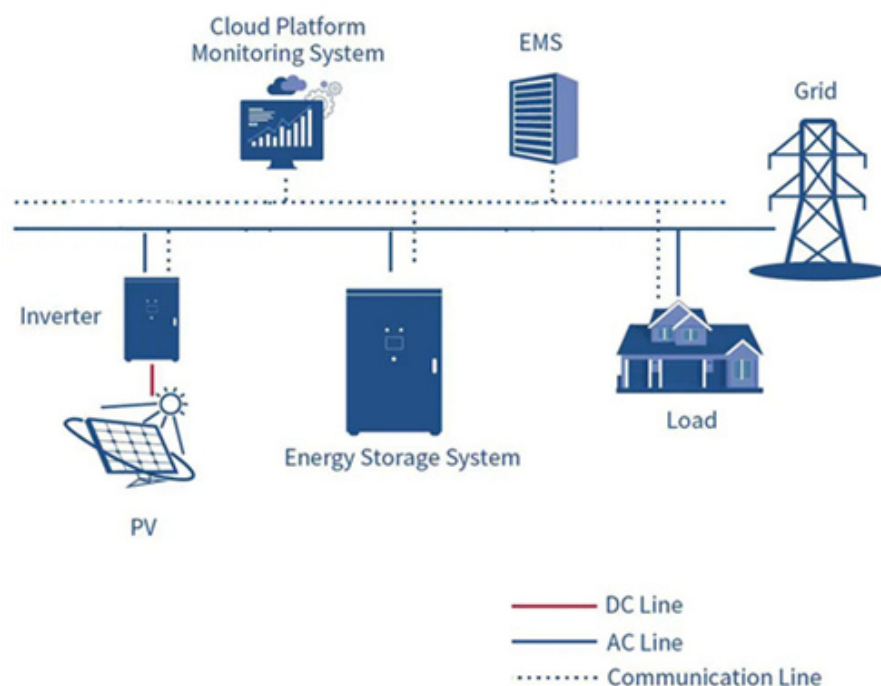 Cloud Platform
Monitoring System
EMS
Grid
Inverter
Energy Storage System
Load
PV
DC Line
AC Line
Communication Line